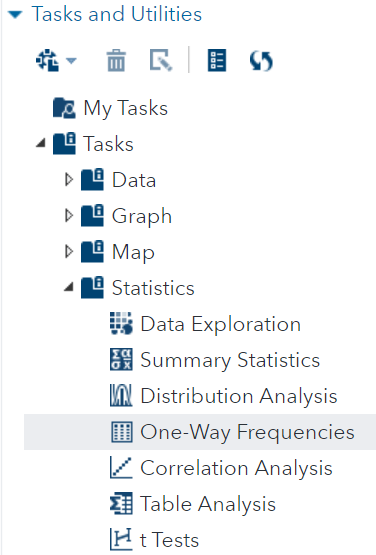 Tasks and Utilities
My Tasks
Tasks
Data
Graph
Map
Statistics
Data Exploration
Summary Statistics
Distribution Analysis
One-Way Frequencies
Correlation Analysis
Table Analysis
t Tests